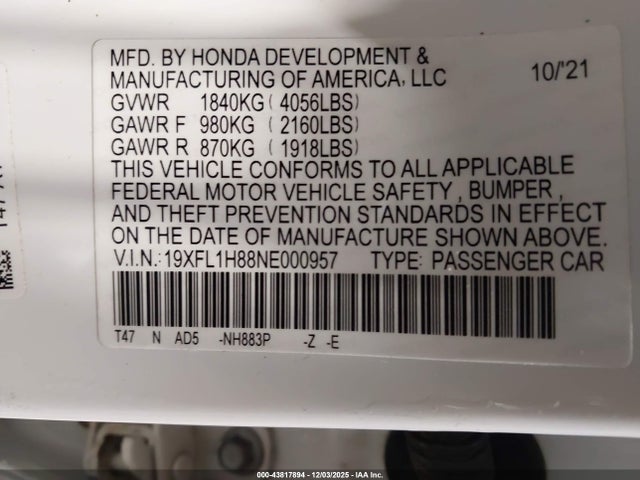 MFD. BY HONDA DEVELOPMENT &
MANUFACTURING OF AMERICA, LLC 10/'21
GVWR 1840KG ( 4056LBS)
GAWR F 980KG ( 2160LBS)
GAWR R 870KG ( 1918LBS)
THIS VEHICLE CONFORMS TO ALL APPLICABLE
FEDERAL MOTOR VEHICLE SAFETY , BUMPER ,
AND THEFT PREVENTION STANDARDS IN EFFECT
ON THE DATE OF MANUFACTURE SHOWN ABOVE.
V.I.N.:19XFL1H88NE000957 TYPE: PASSENGER CAR
T47 N AD5 -NH883P -Z -E
000-43817894 - 12/03/2025 - IAA Inc.